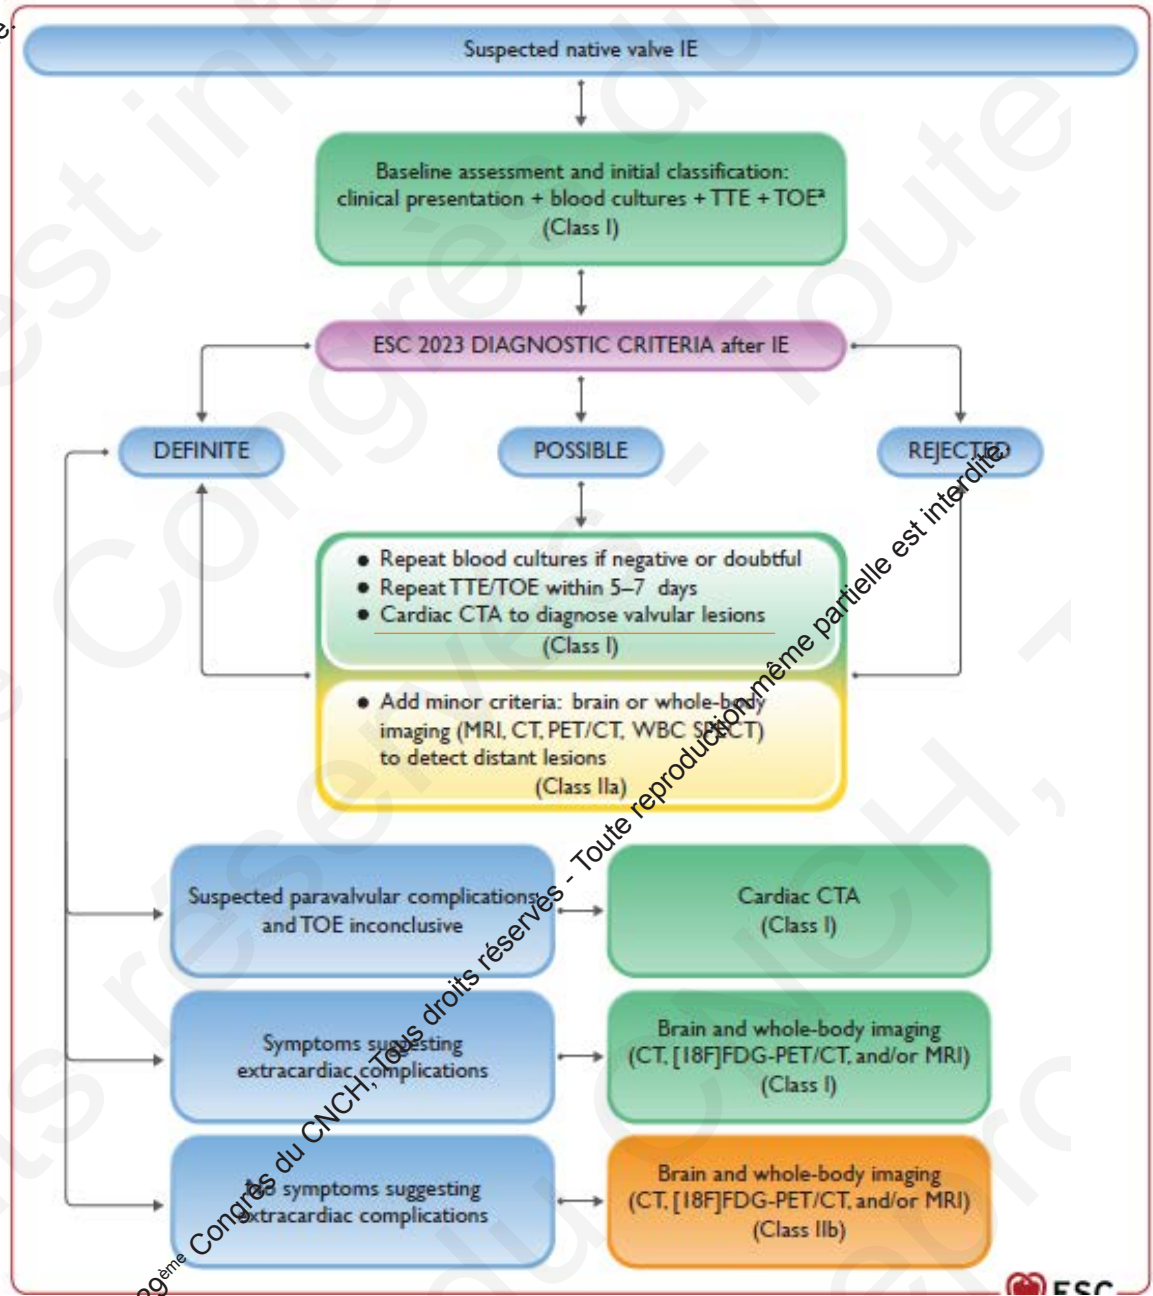 e.
Suspected native valve IE
Baseline assessment and initial classification:
clinical presentation + blood cultures + TTE + TOEª
(Class I)
ESC 2023 DIAGNOSTIC CRITERIA after IE
DEFINITE
POSSIBLE
REJECTED
● Repeat blood cultures if negative or doubtful
● Repeat TTE/TOE within 5–7 days
● Cardiac CTA to diagnose valvular lesions
(Class I)
● Add minor criteria: brain or whole-body
imaging (MRI, CT, PET/CT, WBC SPECT)
to detect distant lesions
(Class IIa)
Suspected paravalvular complications
and TOE inconclusive
Cardiac CTA
(Class I)
Symptoms suggesting
extracardiac complications
Brain and whole-body imaging
(CT, [18F]FDG-PET/CT, and/or MRI)
(Class I)
No symptoms suggesting
extracardiac complications
Brain and whole-body imaging
(CT, [18F]FDG-PET/CT, and/or MRI)
(Class IIb)
29ème Congrès du CNCH, Tous droits réservés - Toute reproduction même partielle est interdite.
ESC